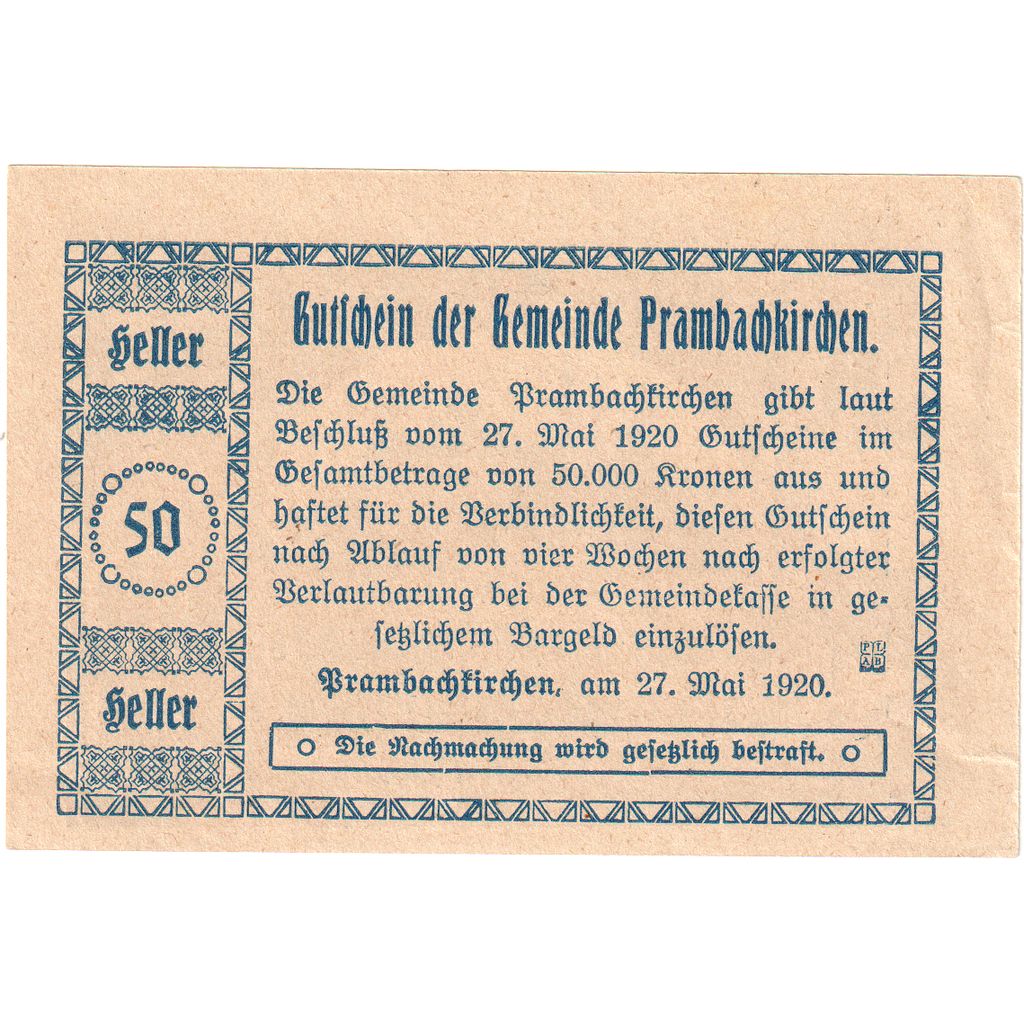 Heller
50
Heller
Gutschein der Gemeinde Prambachkirchen.
Die Gemeinde Prambachkirchen gibt laut
Beschluß vom 27. Mai 1920 Gutscheine im
Gesamtbetrage von 50.000 Kronen aus und
haftet für die Verbindlichkeit, diesen Gutschein
nach Ablauf von vier Wochen nach erfolgter
Verlautbarung bei der Gemeindekasse in ge-
setzlichem Bargeld einzulösen.
PL
AB
Prambachkirchen, am 27. Mai 1920.
Die Nachmachung wird gesetzlich bestraft.